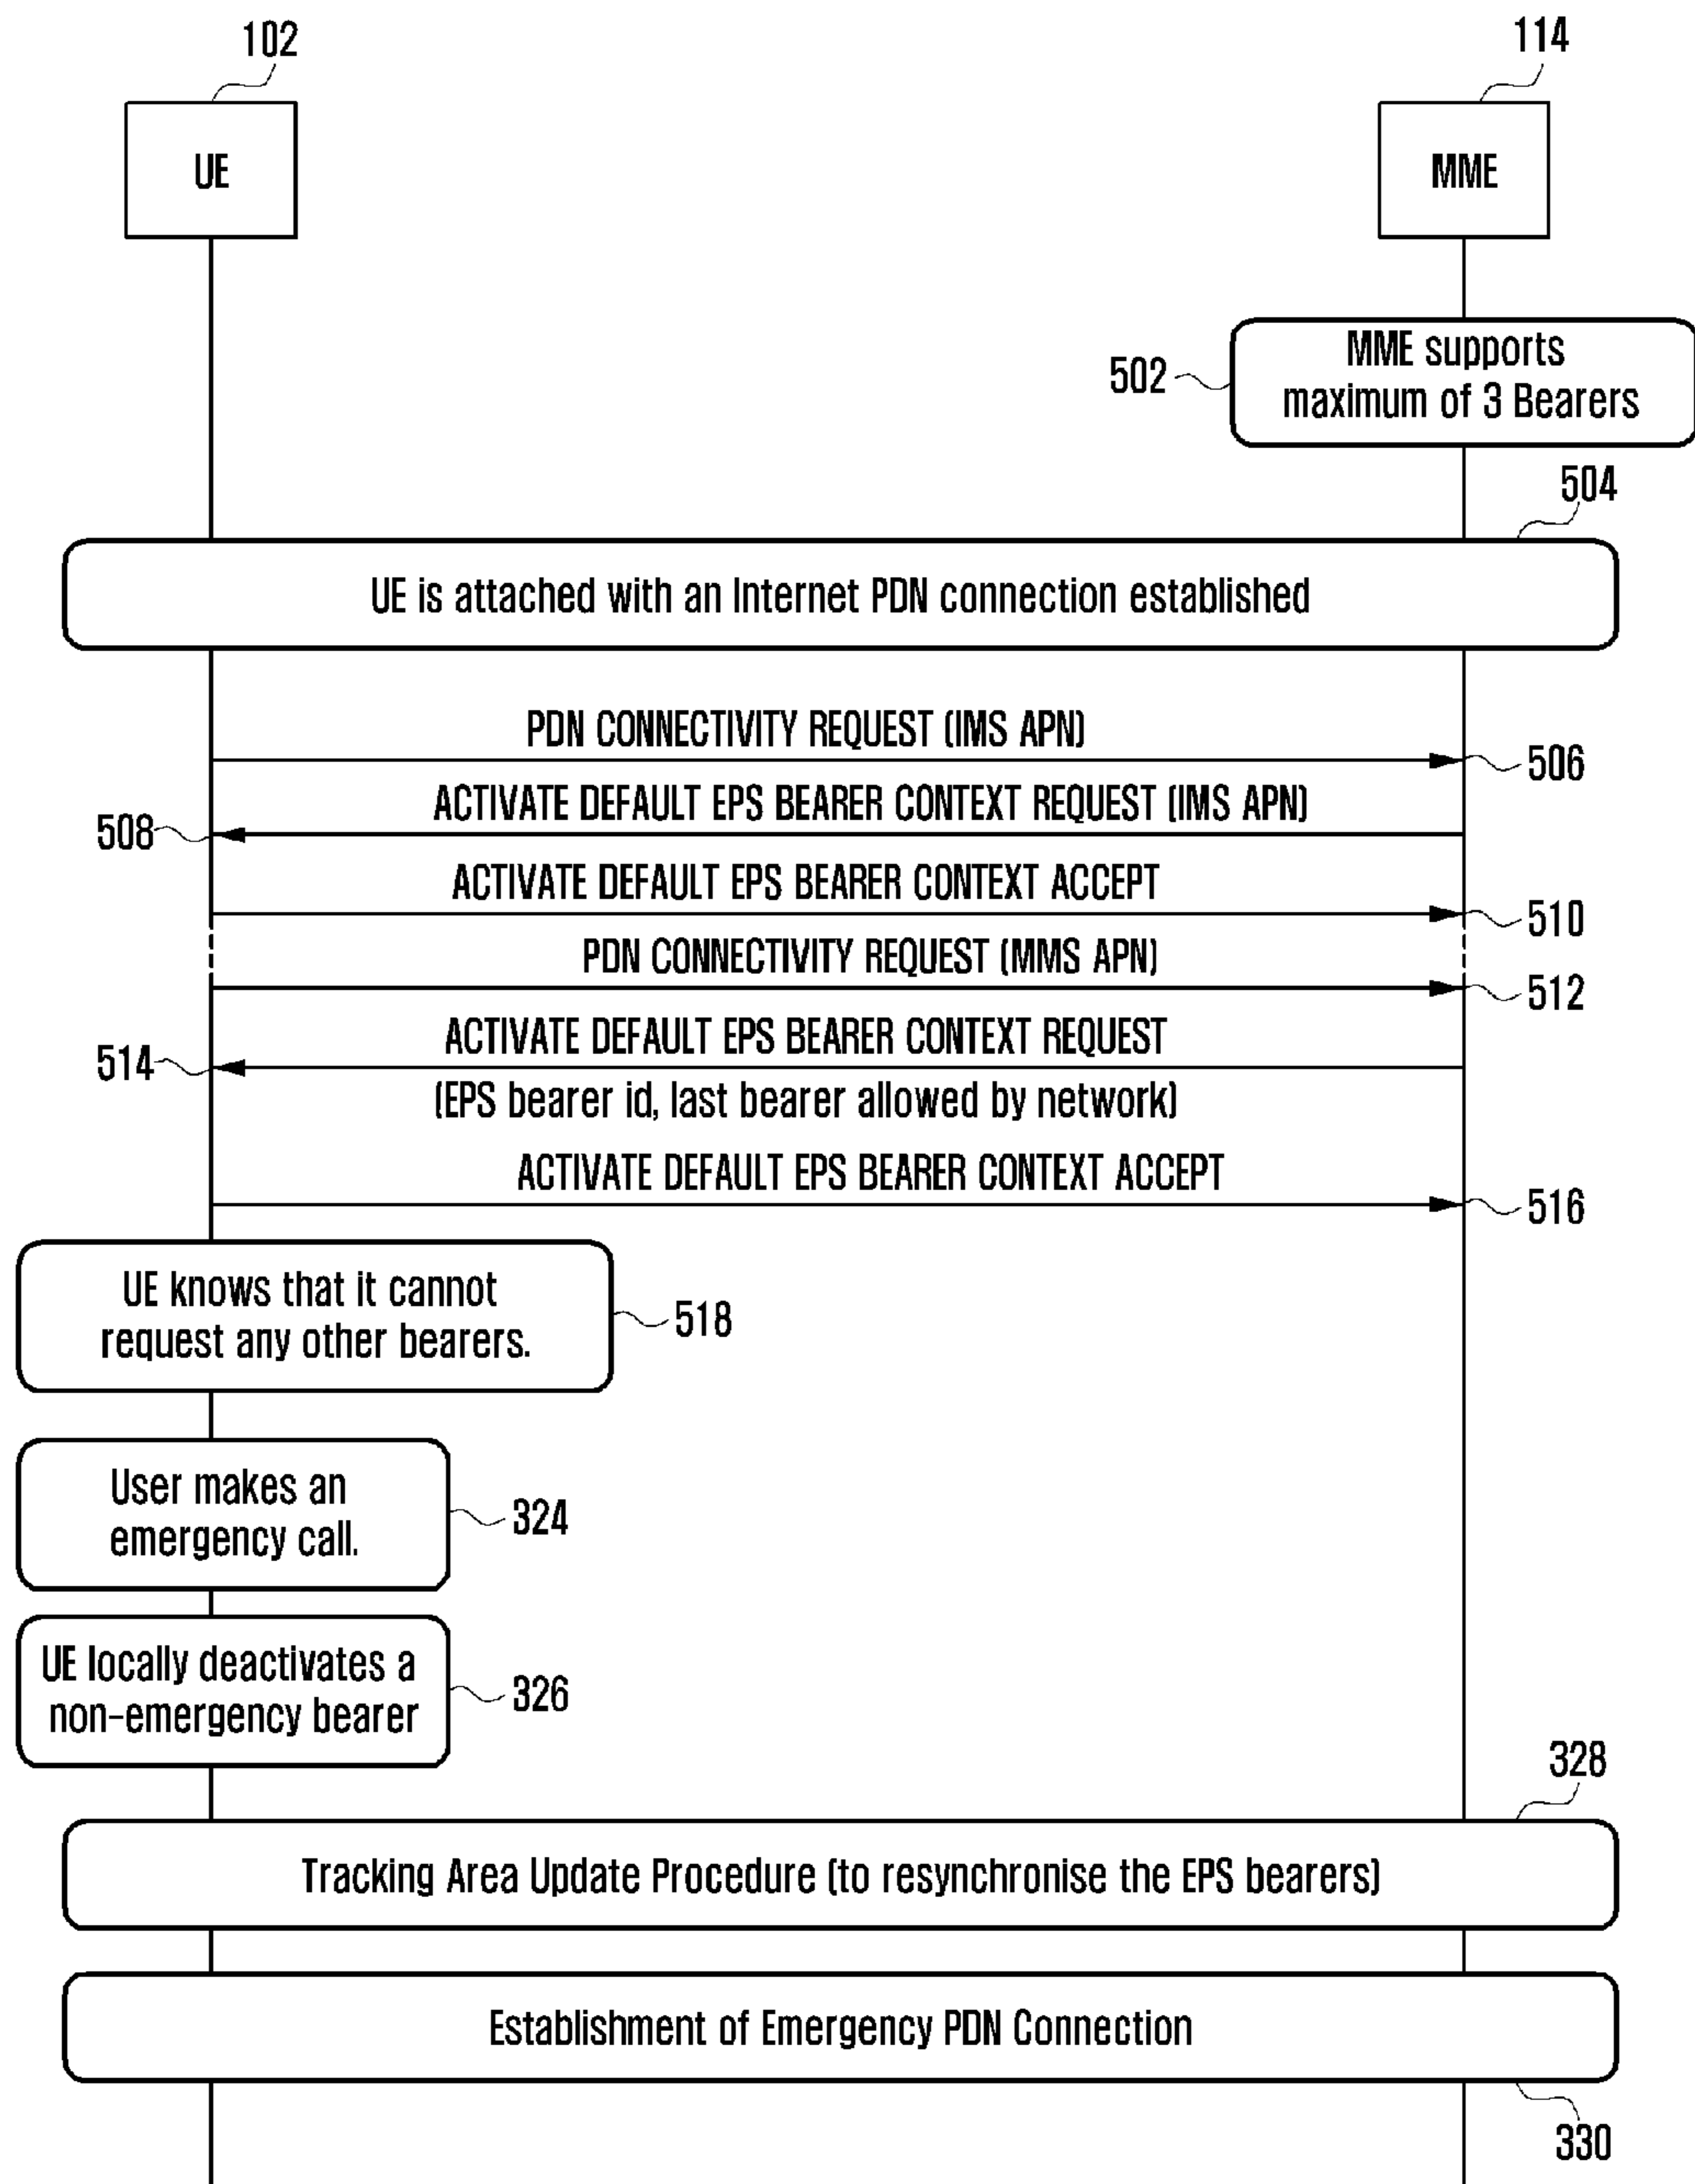 102
114
UE
MME
MME supports
maximum of 3 Bearers
502
504
UE is attached with an Internet PDN connection established
PDN CONNECTIVITY REQUEST (IMS APN)
506
ACTIVATE DEFAULT EPS BEARER CONTEXT REQUEST (IMS APN)
508
ACTIVATE DEFAULT EPS BEARER CONTEXT ACCEPT
510
PDN CONNECTIVITY REQUEST (MMS APN)
512
ACTIVATE DEFAULT EPS BEARER CONTEXT REQUEST
514
(EPS bearer id, last bearer allowed by network)
ACTIVATE DEFAULT EPS BEARER CONTEXT ACCEPT
516
UE knows that it cannot
request any other bearers.
518
User makes an
emergency call.
324
UE locally deactivates a
non-emergency bearer
326
328
Tracking Area Update Procedure (to resynchronise the EPS bearers)
Establishment of Emergency PDN Connection
330